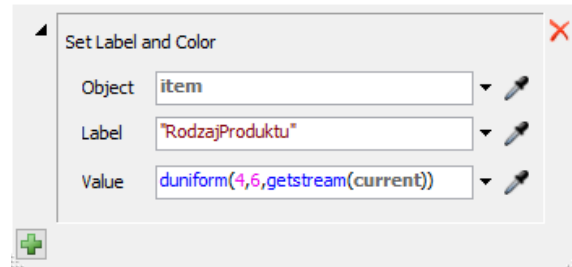 Set Label and Color
Object item
Label "RodzajProduktu"
Value duniform(4,6,getstream(current))